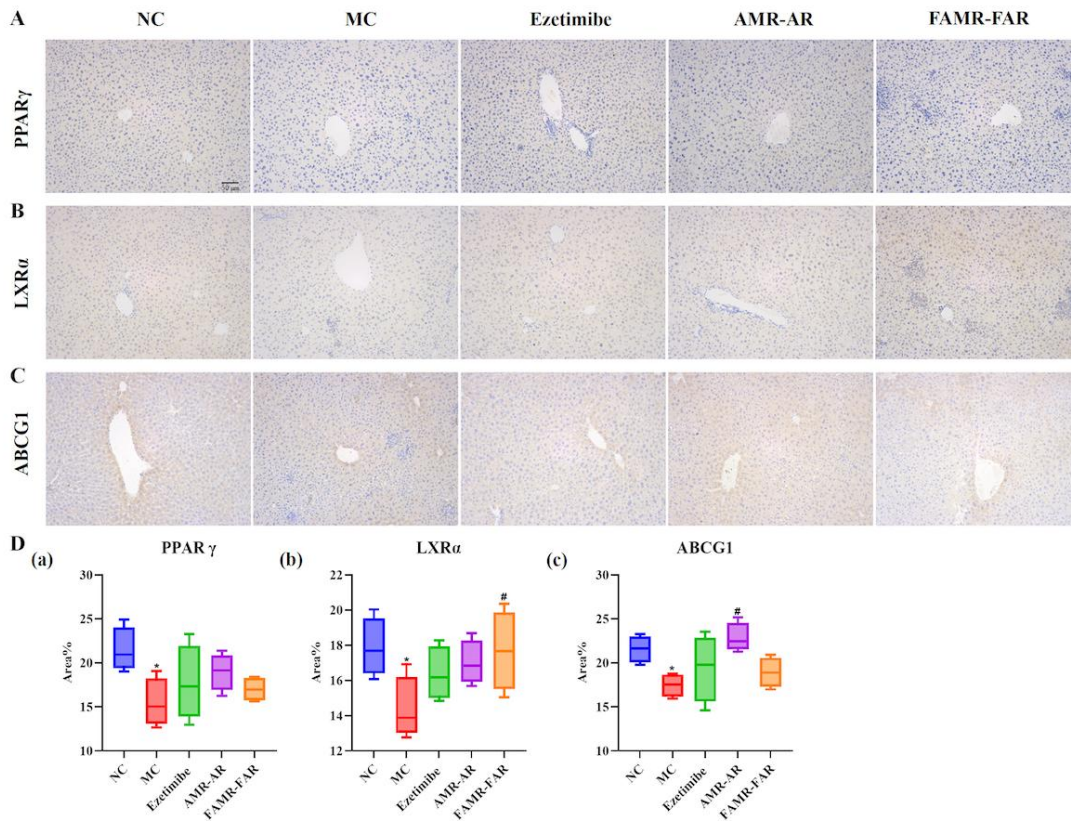 A NC MC Ezetimibe AMR-AR FAMR-FAR
PPARγ
B
LXRα
C
ABCG1
D
(a) PPAR γ
Area%
30
25
20
15
10
*
NC
MC
Ezetimibe
AMR-AR
FAMR-FAR
(b) LXRα
Area%
22
20
18
16
14
12
*
#
NC
MC
Ezetimibe
AMR-AR
FAMR-FAR
(c) ABCG1
Area%
30
25
20
15
10
*
#
NC
MC
Ezetimibe
AMR-AR
FAMR-FAR